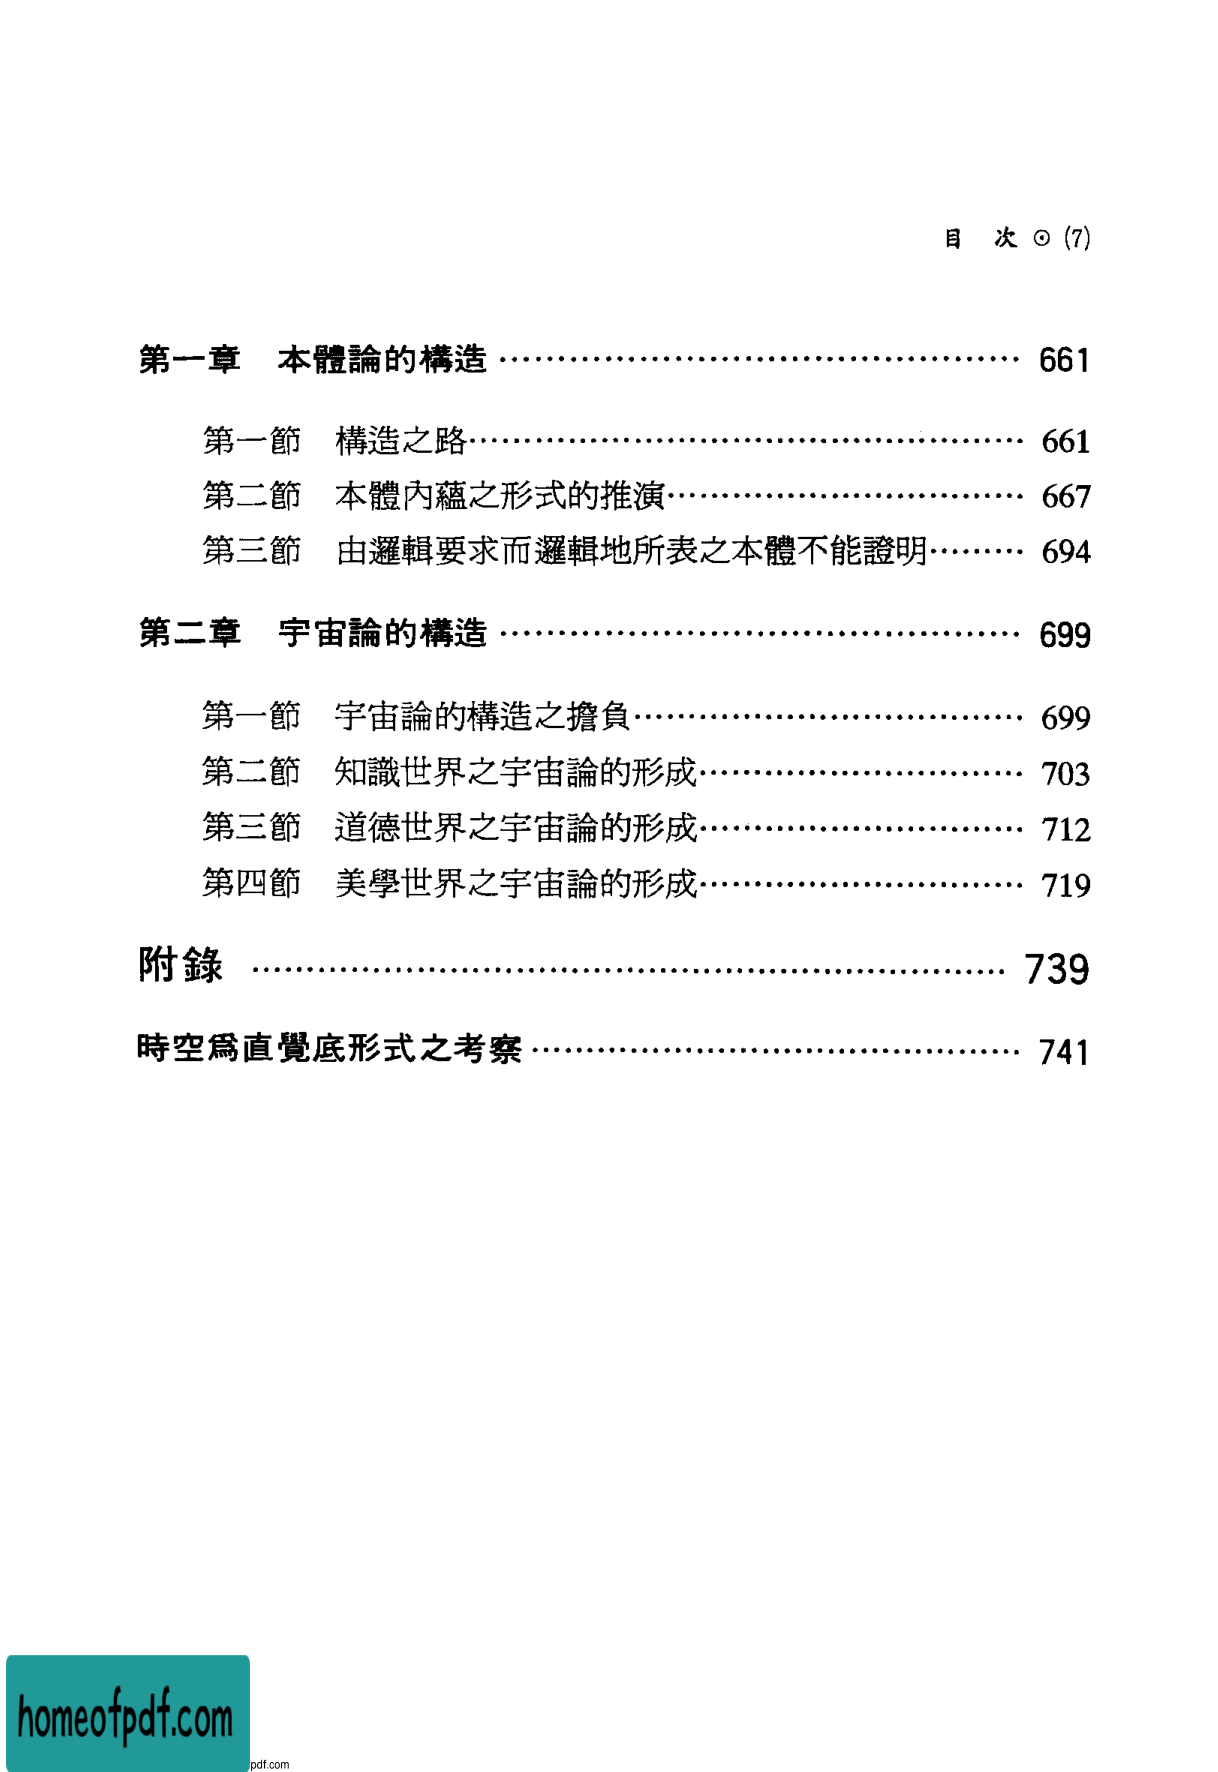 目　次⊙(7)
第一章　本體論的構造…………………………………………661
第一節　構造之路…………………………………………661
第二節　本體內蘊之形式的推演……………………………667
第三節　由邏輯要求而邏輯地所表之本體不能證明………694
第二章　宇宙論的構造…………………………………………699
第一節　宇宙論的構造之擔負………………………………699
第二節　知識世界之宇宙論的形成…………………………703
第三節　道德世界之宇宙論的形成…………………………712
第四節　美學世界之宇宙論的形成…………………………719
附錄 ……………………………………………………………739
時空爲直覺底形式之考察………………………………………741
homeofpdf.com
pdf.com